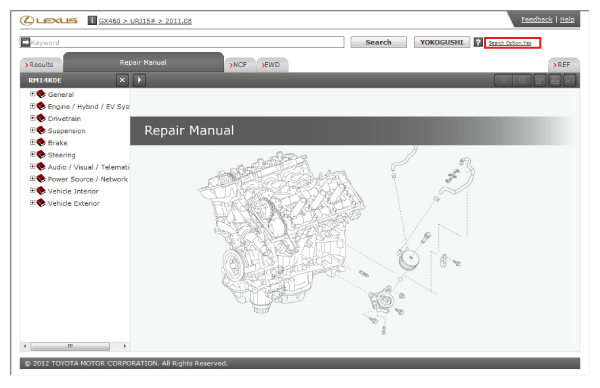 LEXUS
i GX460 > URJ15# > 2011.08
Feedback | Help
Keyword
Search
YOKOGUSHI
?
Search Option:Yes
>Results
Repair Manual
>NCF
>EWD
>REF
RM14K0E
×
General
Engine / Hybrid / EV Sys
Drivetrain
Suspension
Brake
Steering
Audio / Visual / Telemati
Power Source / Network
Vehicle Interior
Vehicle Exterior
Repair Manual
© 2012 TOYOTA MOTOR CORPORATION. All Rights Reserved.